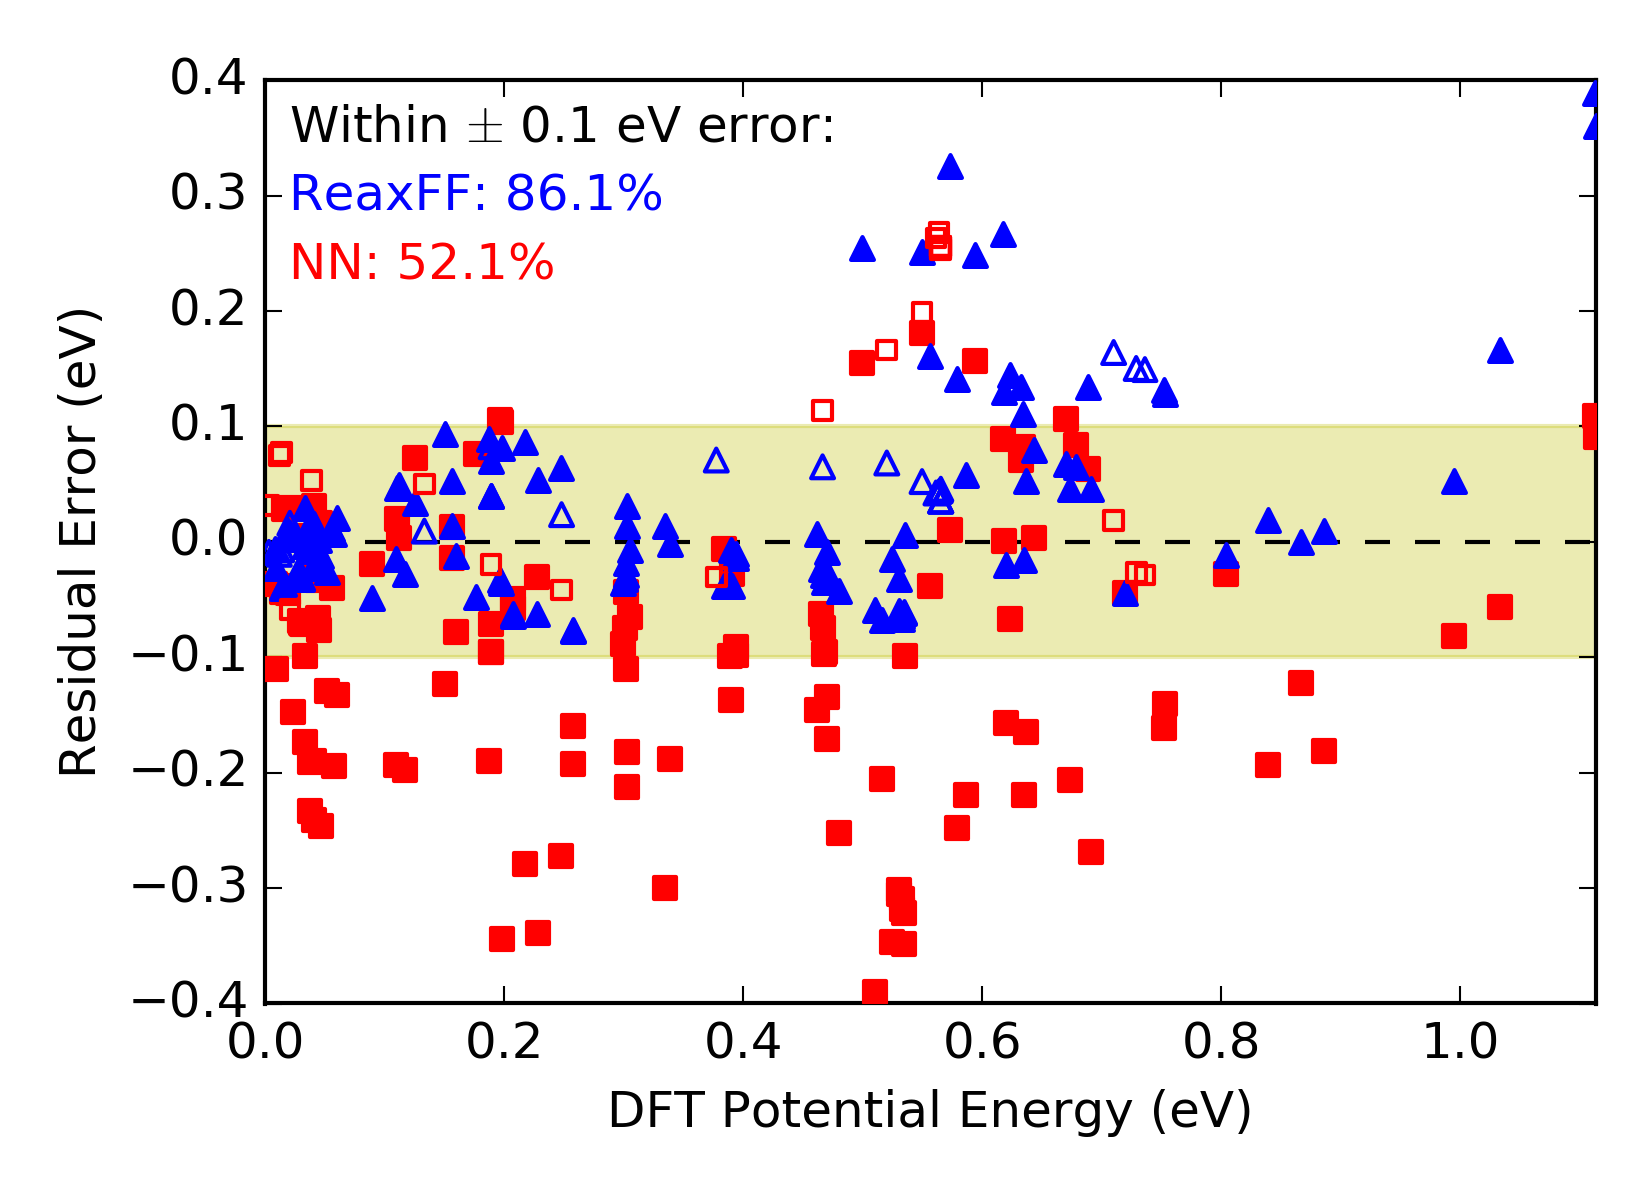 0.4
0.3
0.2
0.1
0.0
−0.1
−0.2
−0.3
−0.4
Residual Error (eV)
Within ± 0.1 eV error:
ReaxFF: 86.1%
NN: 52.1%
0.0 0.2 0.4 0.6 0.8 1.0
DFT Potential Energy (eV)